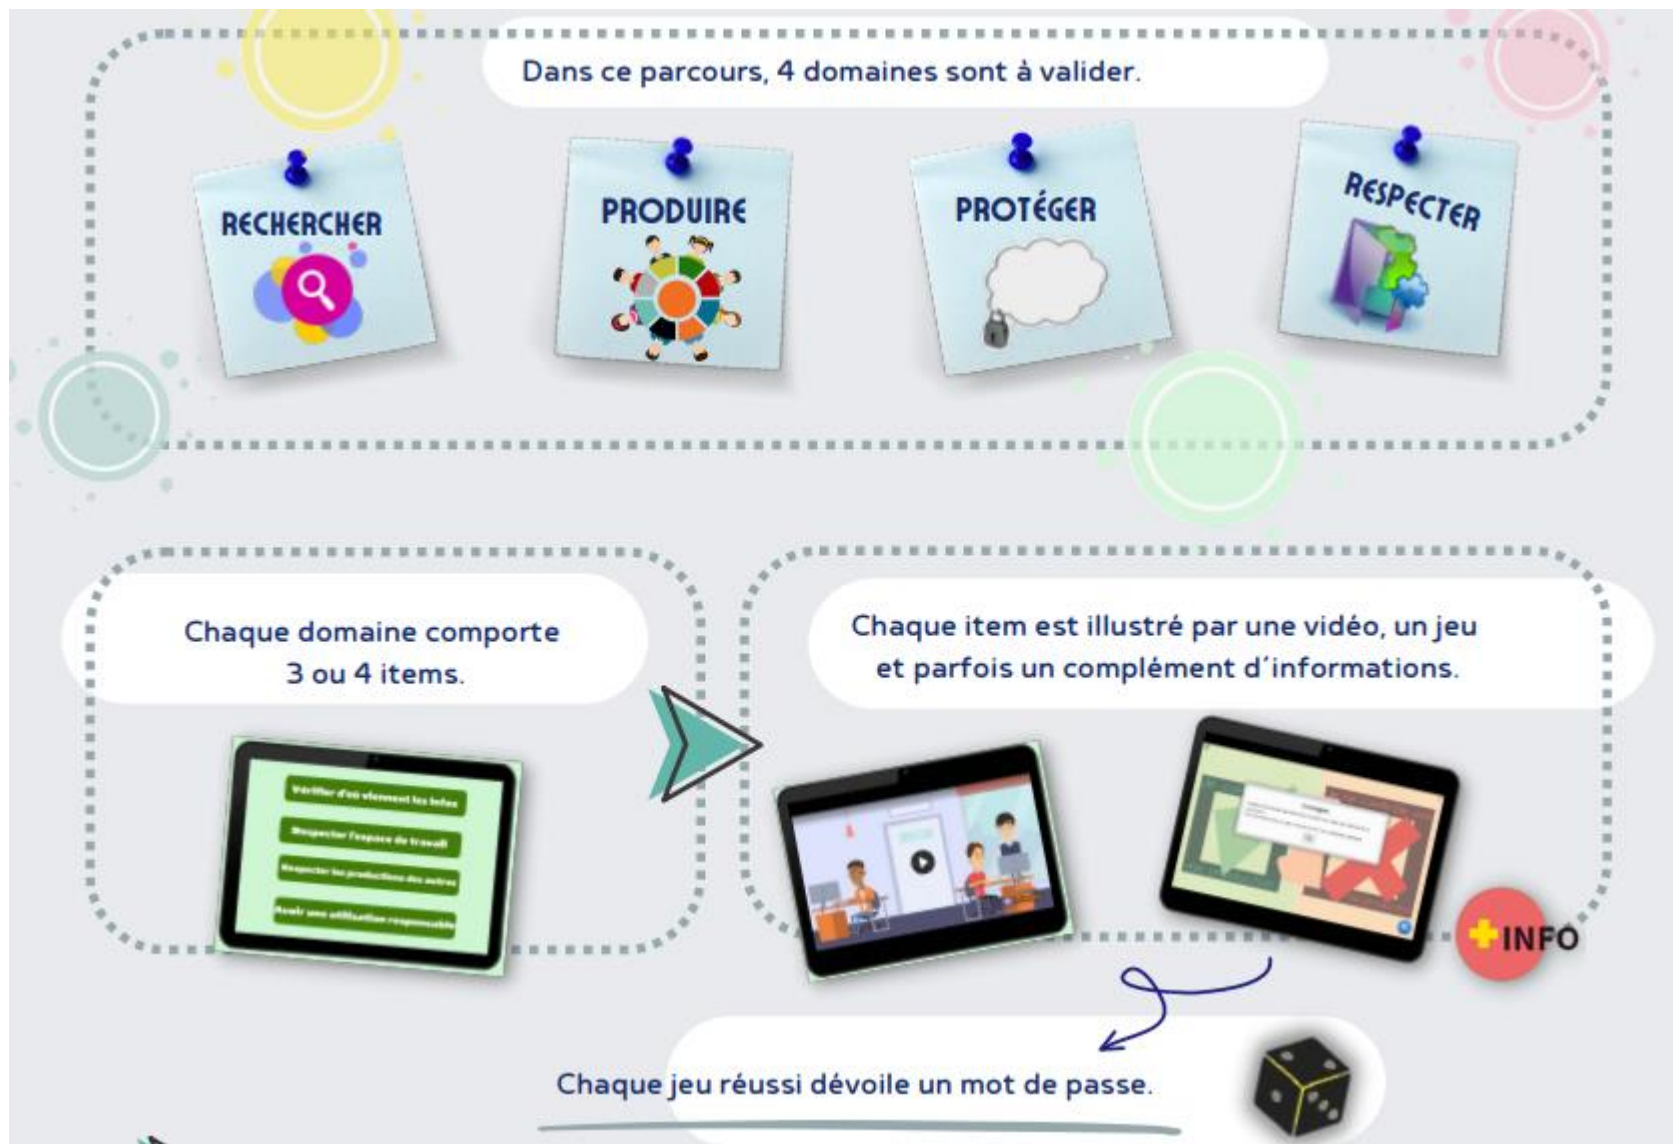 Dans ce parcours, 4 domaines sont à valider.
RECHERCHER
PRODUIRE
PROTÉGER
RESPECTER
Chaque domaine comporte
3 ou 4 items.
Vérifier d'où viennent les infos
Respecter l'espace de travail
Respecter les productions des autres
Avoir une utilisation responsable
Chaque item est illustré par une vidéo, un jeu
et parfois un complément d'informations.
+INFO
Chaque jeu réussi dévoile un mot de passe.